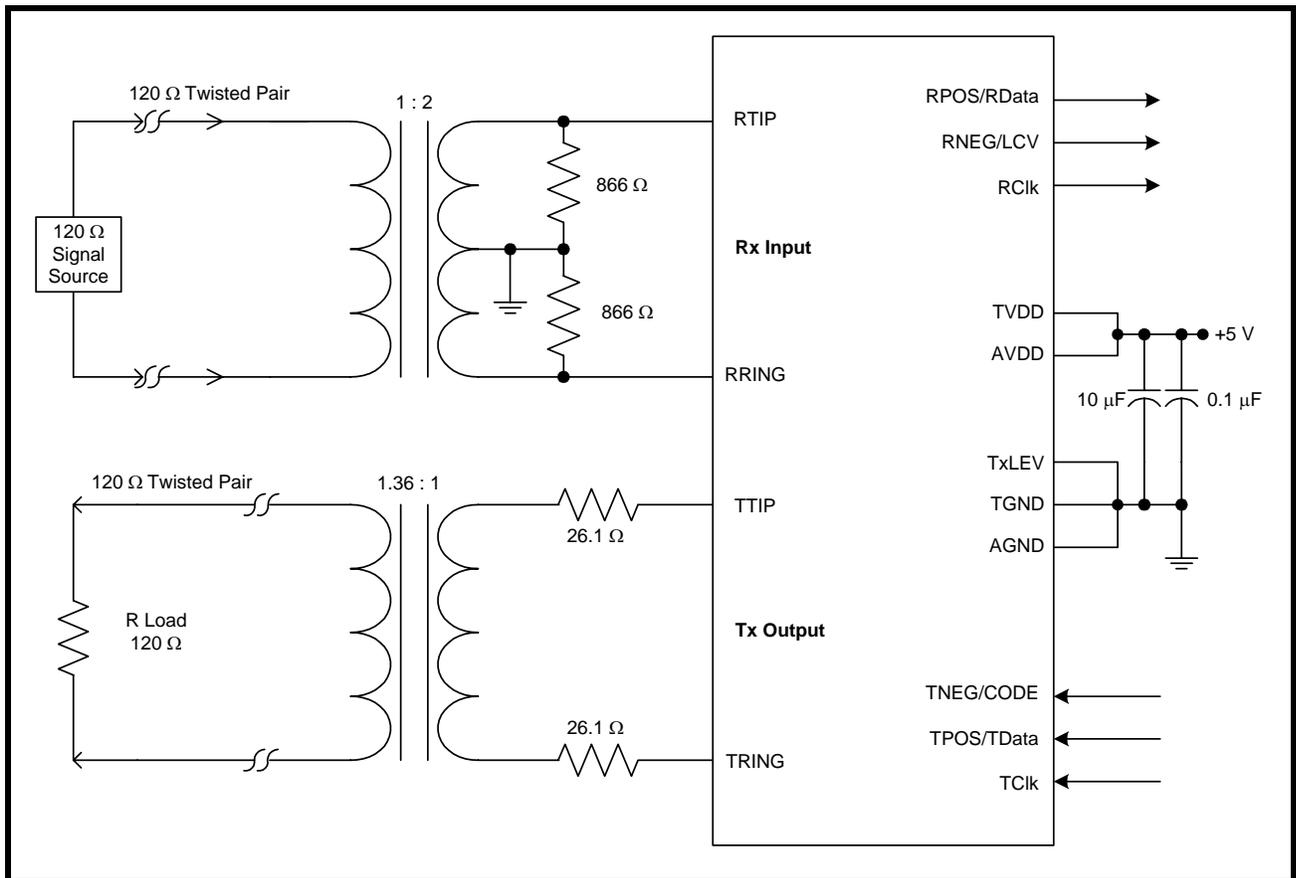 120 Ω Twisted Pair
1 : 2
120 Ω
Signal
Source
866 Ω
866 Ω
RTIP
Rx Input
RRING
RPOS/RData
RNEG/LCV
RClk
TVDD
AVDD
+5 V
10 μF
0.1 μF
TxLEV
TGND
AGND
120 Ω Twisted Pair
1.36 : 1
R Load
120 Ω
26.1 Ω
26.1 Ω
TTIP
Tx Output
TRING
TNEG/CODE
TPOS/TData
TClk